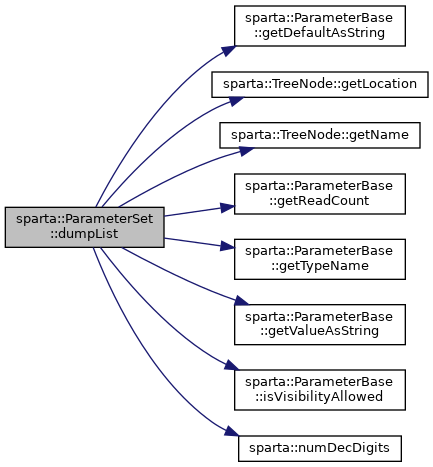 sparta::ParameterBase
::getDefaultAsString
sparta::TreeNode::getLocation
sparta::TreeNode::getName
sparta::ParameterBase
::getReadCount
sparta::ParameterSet
::dumpList
sparta::ParameterBase
::getTypeName
sparta::ParameterBase
::getValueAsString
sparta::ParameterBase
::isVisibilityAllowed
sparta::numDecDigits